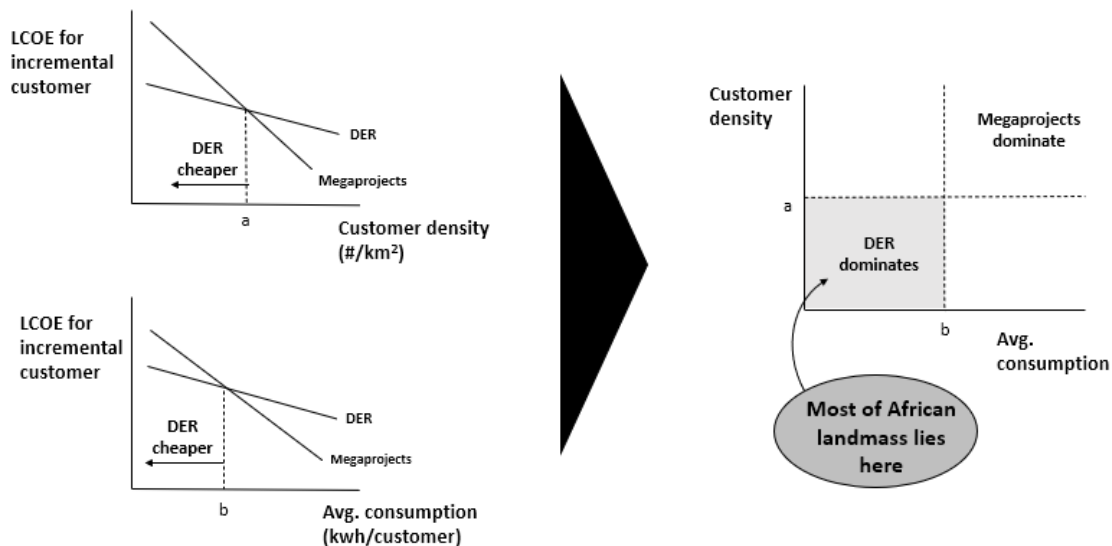 LCOE for
incremental
customer
DER
DER
cheaper
Megaprojects
a
Customer density
(#/km²)
LCOE for
incremental
customer
DER
DER
cheaper
Megaprojects
b
Avg. consumption
(kwh/customer)
Customer
density
Megaprojects
dominate
a
DER
dominates
b
Avg.
consumption
Most of African
landmass lies
here